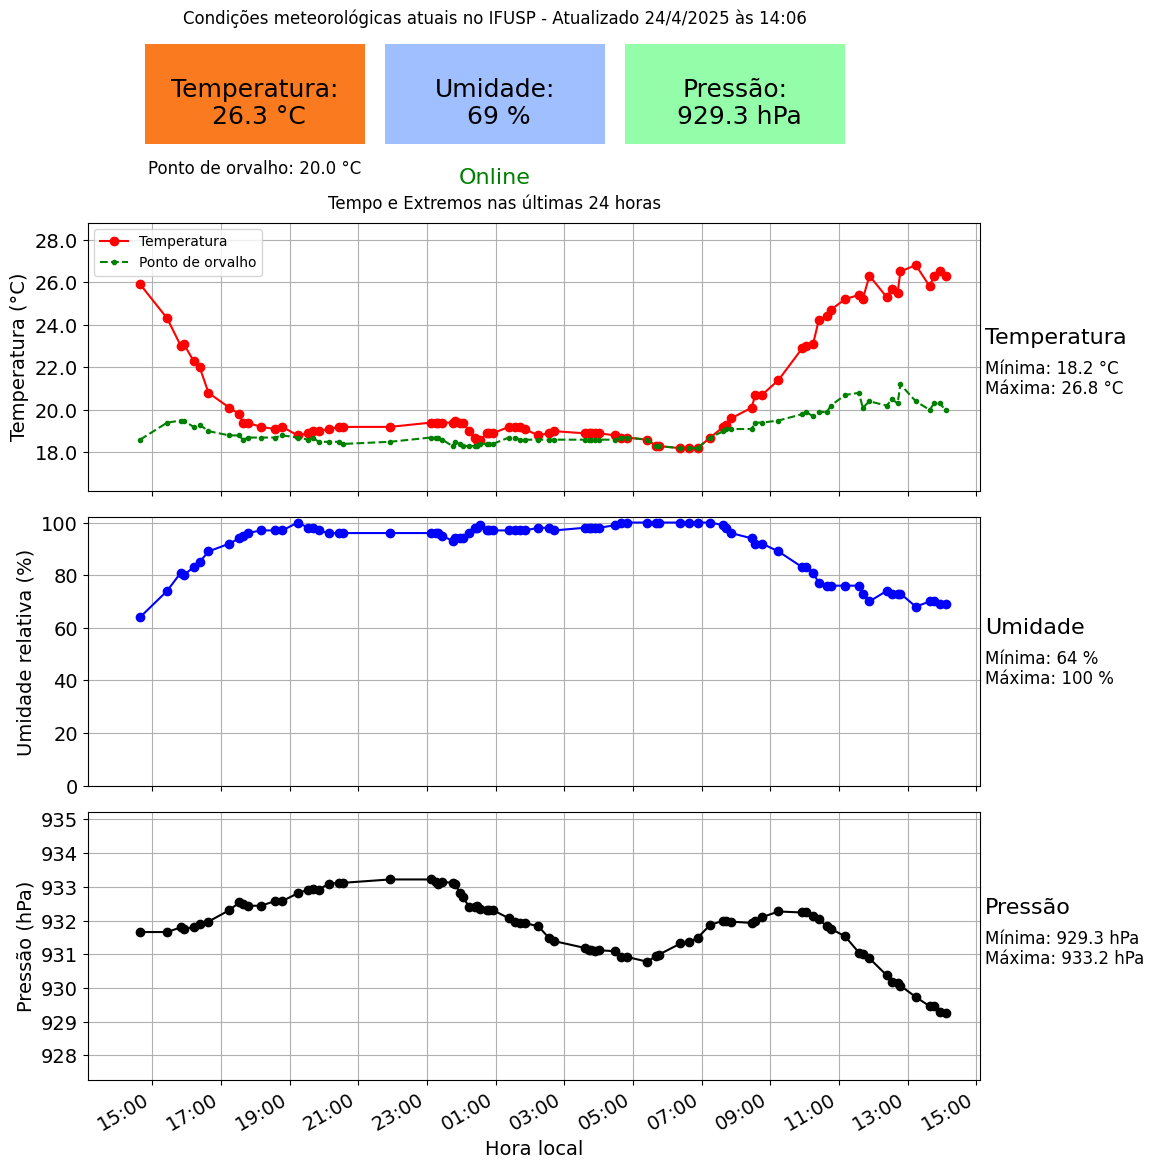 Condições meteorológicas atuais no IFUSP - Atualizado 24/4/2025 às 14:06
Temperatura:
26.3 °C
Umidade:
69 %
Pressão:
929.3 hPa
Ponto de orvalho: 20.0 °C
Online
Tempo e Extremos nas últimas 24 horas
Temperatura
Ponto de orvalho
Temperatura (°C)
28.0
26.0
24.0
22.0
20.0
18.0
Temperatura
Mínima: 18.2 °C
Máxima: 26.8 °C
Umidade relativa (%)
100
80
60
40
20
0
Umidade
Mínima: 64 %
Máxima: 100 %
Pressão (hPa)
935
934
933
932
931
930
929
928
Pressão
Mínima: 929.3 hPa
Máxima: 933.2 hPa
15:00
17:00
19:00
21:00
23:00
01:00
03:00
05:00
07:00
09:00
11:00
13:00
15:00
Hora local